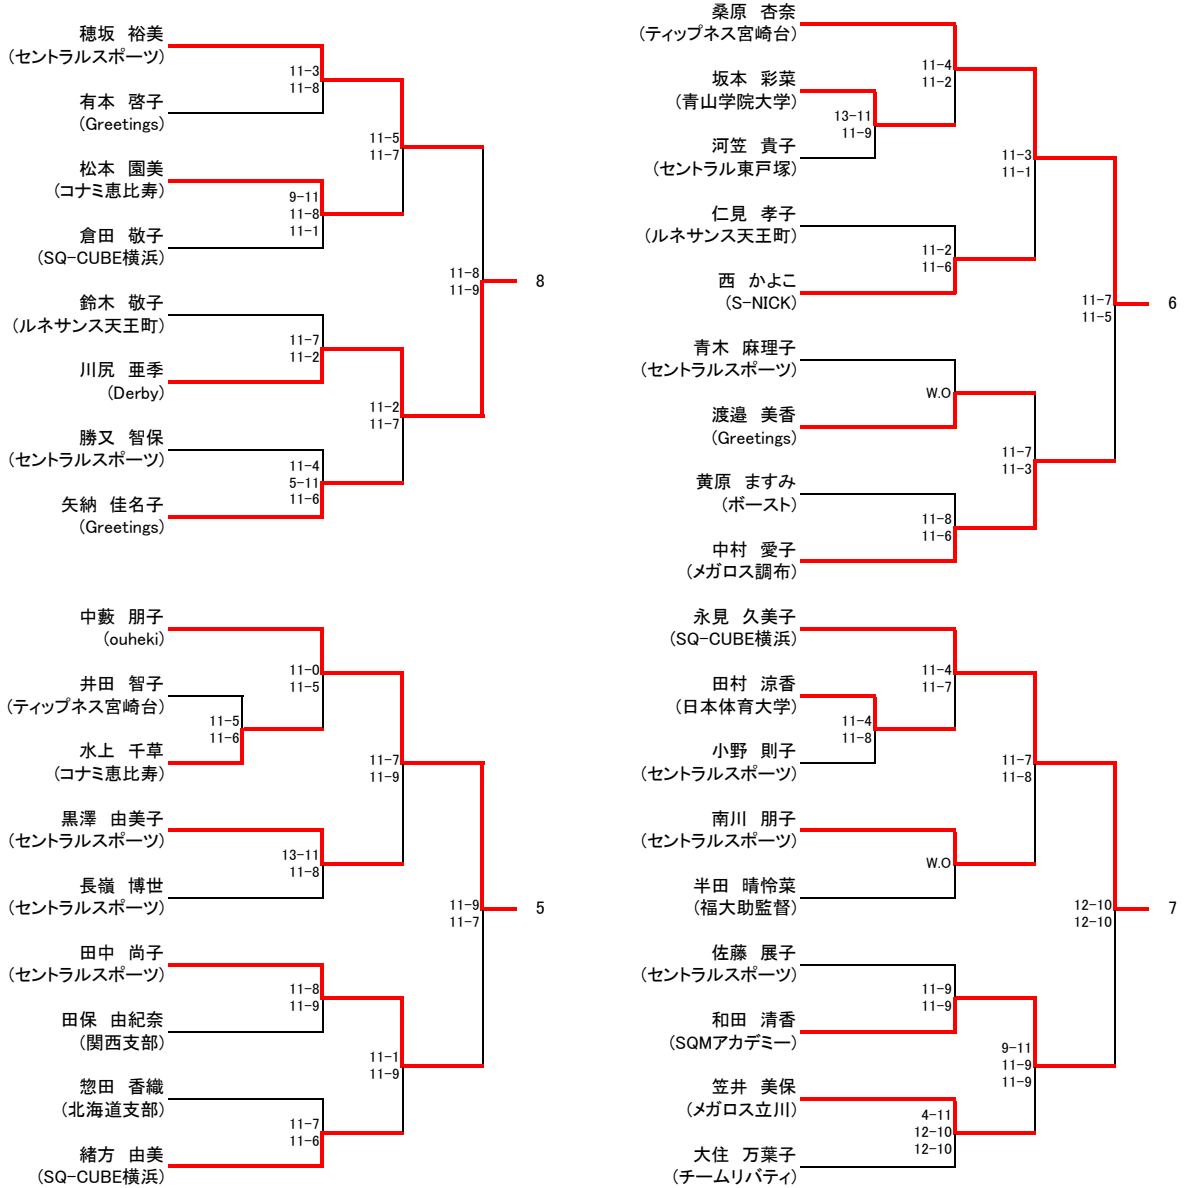 穂坂 裕美
(セントラルスポーツ)
11-3
11-8
有本 啓子
(Greetings)
11-5
11-7
松本 園美
(コナミ恵比寿)
9-11
11-8
11-1
倉田 敬子
(SQ-CUBE横浜)
11-8
11-9
8
鈴木 敬子
(ルネサンス天王町)
11-7
11-2
川尻 亜季
(Derby)
11-2
11-7
勝又 智保
(セントラルスポーツ)
11-4
5-11
11-6
矢納 佳名子
(Greetings)
桑原 杏奈
(ティップネス宮崎台)
11-4
11-2
坂本 彩菜
(青山学院大学)
13-11
11-9
河笠 貴子
(セントラル東戸塚)
11-3
11-1
仁見 孝子
(ルネサンス天王町)
11-2
11-6
西 かよこ
(S-NICK)
11-7
11-5
6
青木 麻理子
(セントラルスポーツ)
W.O
渡邉 美香
(Greetings)
11-7
11-3
黄原 ますみ
(ボースト)
11-8
11-6
中村 愛子
(メガロス調布)
中藪 朋子
(ouheki)
11-0
11-5
井田 智子
(ティップネス宮崎台)
11-5
11-6
水上 千草
(コナミ恵比寿)
11-7
11-9
黒澤 由美子
(セントラルスポーツ)
13-11
11-8
長嶺 博世
(セントラルスポーツ)
11-9
11-7
5
田中 尚子
(セントラルスポーツ)
11-8
11-9
田保 由紀奈
(関西支部)
11-1
11-9
惣田 香織
(北海道支部)
11-7
11-6
緒方 由美
(SQ-CUBE横浜)
永見 久美子
(SQ-CUBE横浜)
11-4
11-7
田村 涼香
(日本体育大学)
11-4
11-8
小野 則子
(セントラルスポーツ)
11-7
11-8
南川 朋子
(セントラルスポーツ)
W.O
半田 晴怜菜
(福大助監督)
12-10
12-10
7
佐藤 展子
(セントラルスポーツ)
11-9
11-9
和田 清香
(SQMアカデミー)
9-11
11-9
11-9
笠井 美保
(メガロス立川)
4-11
12-10
12-10
大住 万葉子
(チームリバティ)